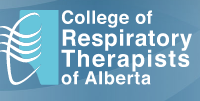 College of
Respiratory
Therapists
of Alberta